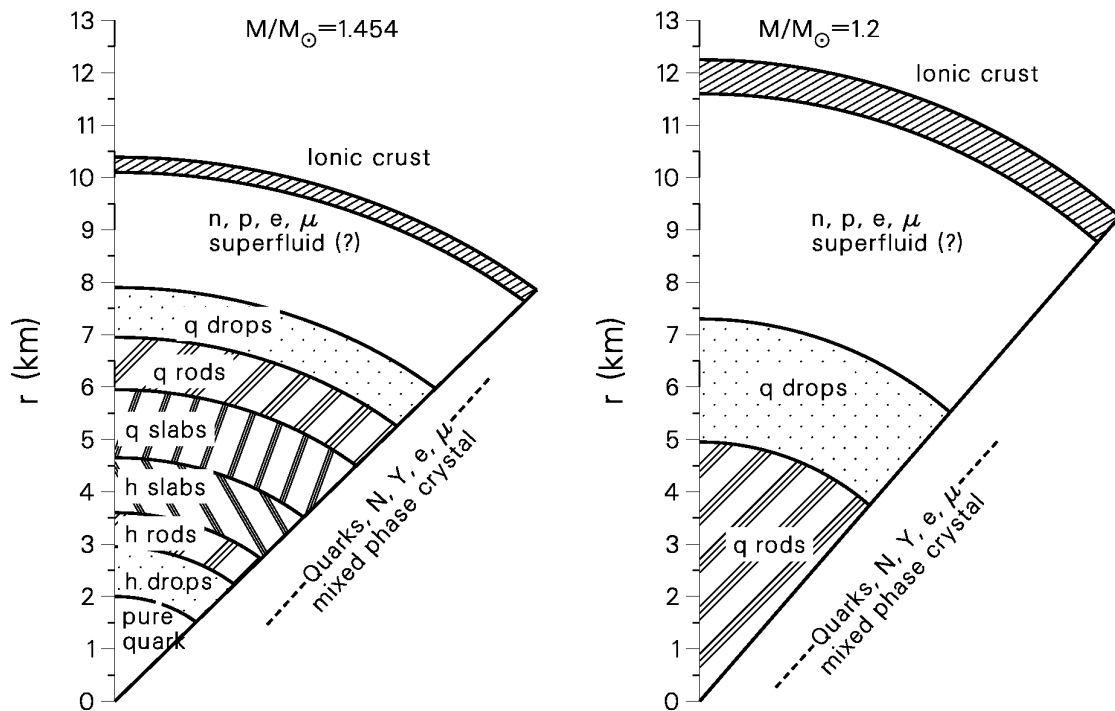 M/M☉=1.454
13
12
11
10
9
8
7
6
5
4
3
2
1
0
r (km)
Ionic crust
n, p, e, μ
superfluid (?)
q drops
q rods
q slabs
h slabs
h rods
h drops
pure
quark
Quarks, N, Y, e, μ
mixed phase crystal
M/M☉=1.2
13
12
11
10
9
8
7
6
5
4
3
2
1
0
r (km)
Ionic crust
n, p, e, μ
superfluid (?)
q drops
q rods
Quarks, N, Y, e, μ
mixed phase crystal